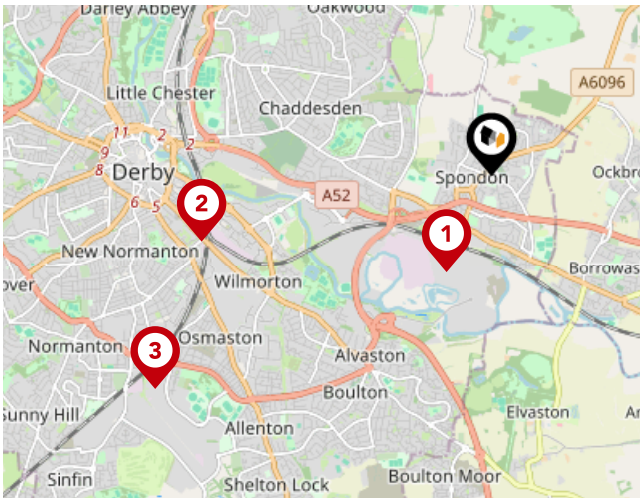 Darley Abbey
Oakwood
Little Chester
A6096
Chaddesden
11
2
2
9
Derby
8
Spondon
Ockbro
A52
6
5
2
1
New Normanton
Wilmorton
Borrowas
over
Normanton
3
Osmaston
Alvaston
Boulton
Sunny Hill
Allenton
Elvaston
Ar
Sinfin
Shelton Lock
Boulton Moor